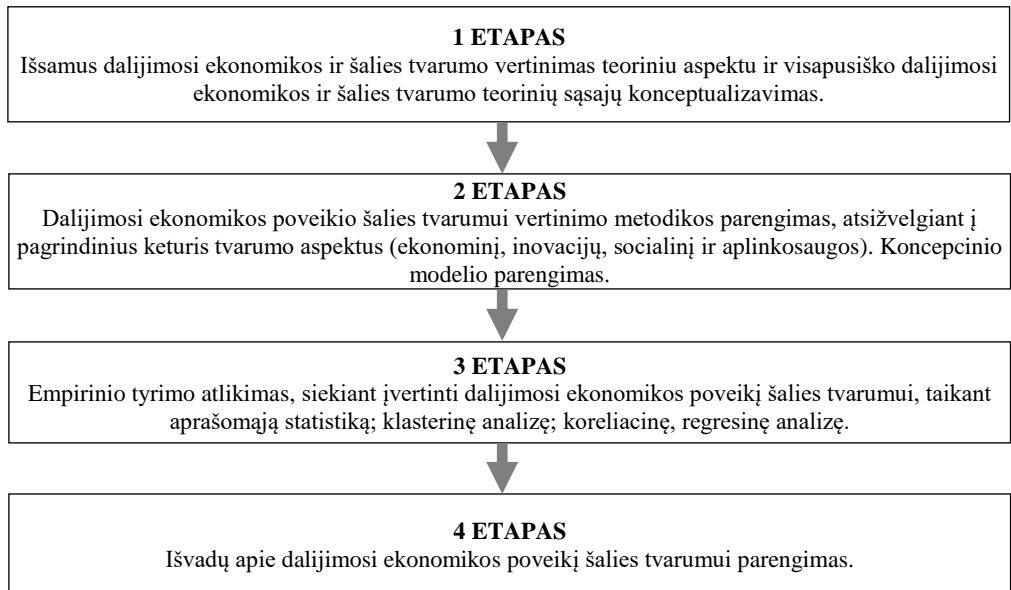 1 ETAPAS
Išsamus dalijimosi ekonomikos ir šalies tvarumo vertinimas teoriniu aspektu ir visapusiško dalijimosi
ekonomikos ir šalies tvarumo teorinių sąsajų konceptualizavimas.
2 ETAPAS
Dalijimosi ekonomikos poveikio šalies tvarumui vertinimo metodikos parengimas, atsižvelgiant į
pagrindinius keturis tvarumo aspektus (ekonominį, inovacijų, socialinį ir aplinkosaugos). Koncepcinio
modelio parengimas.
3 ETAPAS
Empirinio tyrimo atlikimas, siekiant įvertinti dalijimosi ekonomikos poveikį šalies tvarumui, taikant
aprašomąją statistiką; klasterinę analizę; koreliacinę, regresinę analizę.
4 ETAPAS
Išvadų apie dalijimosi ekonomikos poveikį šalies tvarumui parengimas.